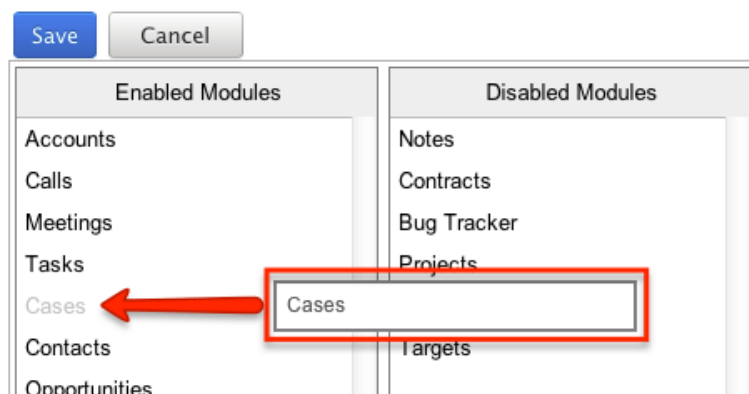 Save Cancel
Enabled Modules
Accounts
Calls
Meetings
Tasks
Cases
Contacts
Opportunities
Disabled Modules
Notes
Contracts
Bug Tracker
Projects
Cases
Targets